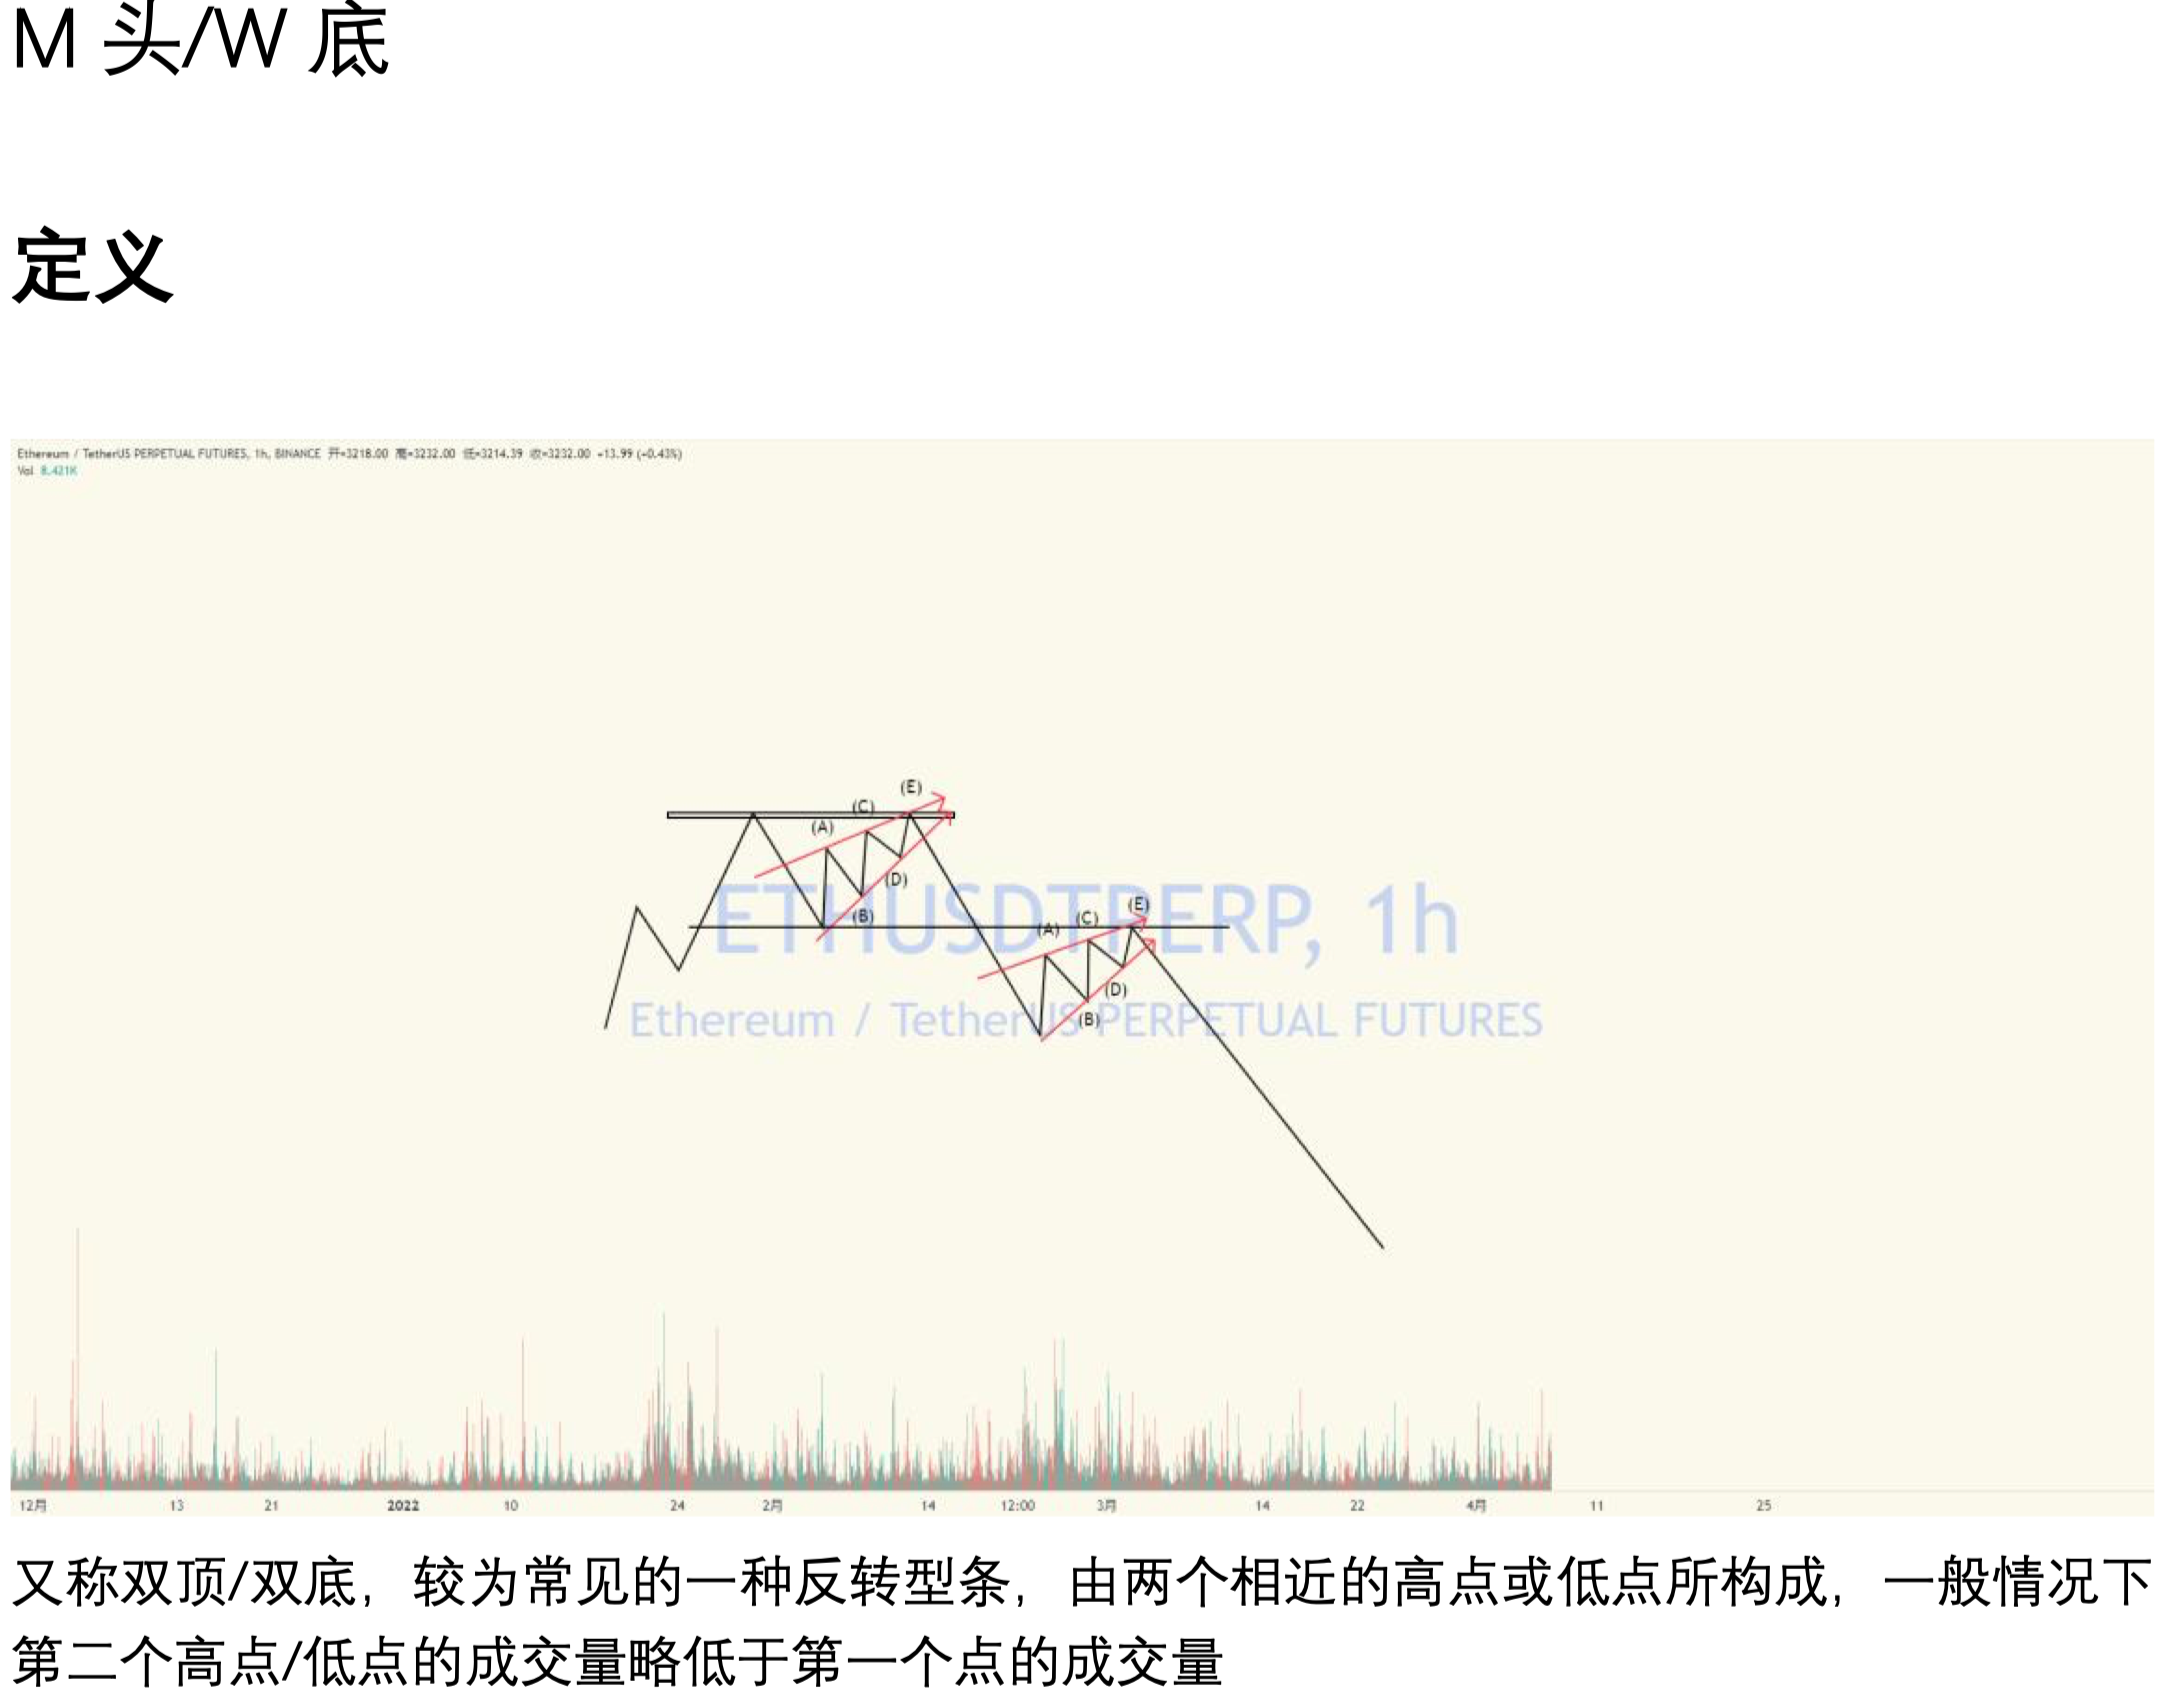 M 头/W 底
定义
Ethereum / TetherUS PERPETUAL FUTURES, 1h, BINANCE 开=3218.00 高=3232.00 低=3214.39 收=3232.00 −13.99 (−0.43%)
Vol 8.421K
(E)
(C)
(A)
(D)
(B)
(E)
(C)
(A)
(D)
(B)
ETHUSDTPERP, 1h
Ethereum / TetherUS PERPETUAL FUTURES
12月 13 21 2022 10 24 2月 14 12:00 3月 14 22 4月 11 25
又称双顶/双底，较为常见的一种反转型条，由两个相近的高点或低点所构成，一般情况下
第二个高点/低点的成交量略低于第一个点的成交量